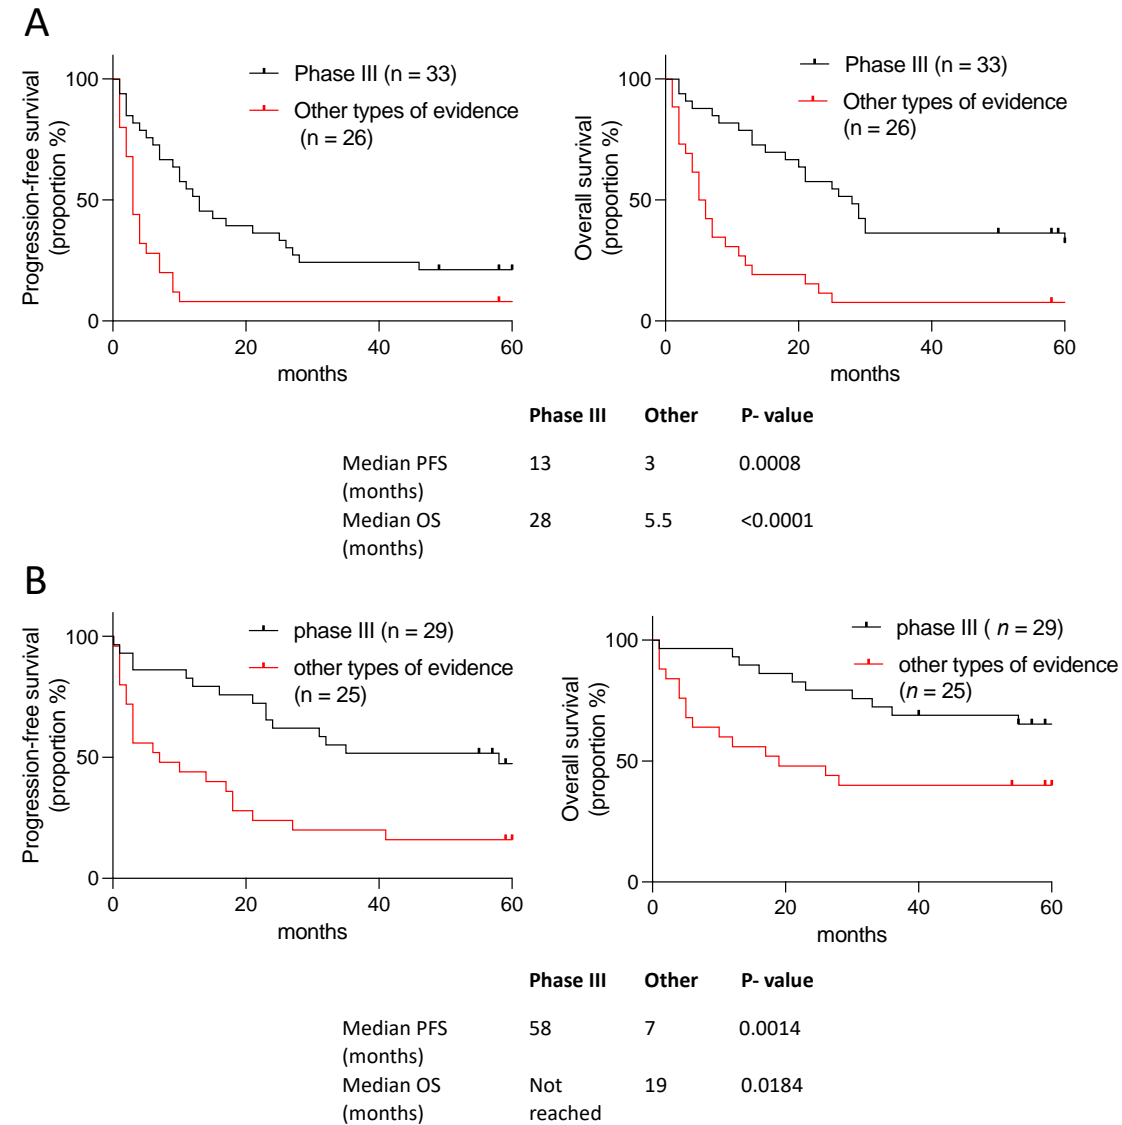 A
Progression-free survival
(proportion %)
100
50
0
0
20
40
60
months
Phase III (n = 33)
Other types of evidence
(n = 26)
Overall survival
(proportion %)
100
50
0
0
20
40
60
months
Phase III (n = 33)
Other types of evidence
(n = 26)
Phase III Other P- value
Median PFS 13 3 0.0008
(months)
Median OS 28 5.5 <0.0001
(months)
B
Progression-free survival
(proportion %)
100
50
0
0
20
40
60
months
phase III (n = 29)
other types of evidence
(n = 25)
Overall survival
(proportion %)
100
50
0
0
20
40
60
months
phase III ( n = 29)
other types of evidence
(n = 25)
Phase III Other P- value
Median PFS 58 7 0.0014
(months)
Median OS Not 19 0.0184
(months) reached